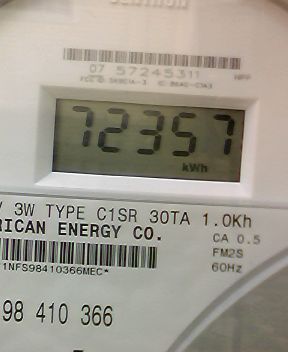 07 57245311
72357
kWh
V 3W TYPE C1SR 30TA 1.0Kh
RICAN ENERGY CO.
CA 0.5
FM2S
60Hz
1NFS98410366MEC*
98 410 366